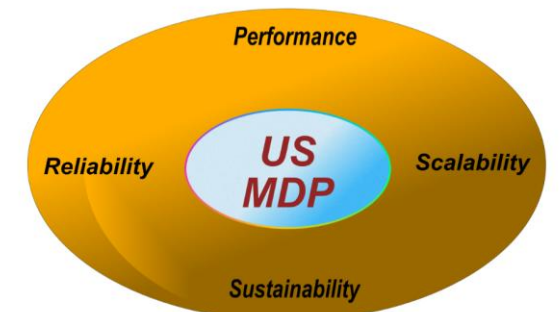 Performance
Reliability
US
MDP
Scalability
Sustainability